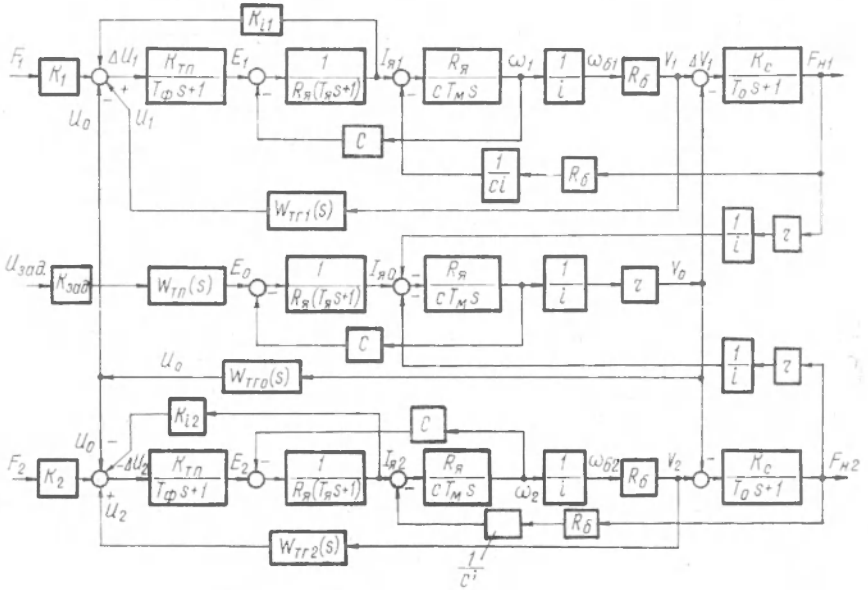 K_{i1}
F_1 K_1 ΔU_1 K_{ТП} / T_Ф s+1 E_1 1 / R_Я(T_Я s+1) I_{Я1} R_Я / c T_М s ω_1 1 / i ω_{б1} R_б V_1 ΔV_1 K_c / T_0 s+1 F_{Н1}
− + − − −
U_0 U_1
C
1 / ci R_б
W_{ТГ1}(s)
1 / i r
U_{зад.} K_{зад} W_{ТП}(s) E_0 − 1 / R_Я(T_Я s+1) I_{Я0} − − R_Я / c T_М s 1 / i r V_0
C
1 / i r
U_0 W_{ТГ0}(s)
K_{i2} C
U_0 − − −
F_2 K_2 −ΔU_2 K_{ТП} / T_Ф s+1 E_2 1 / R_Я(T_Я s+1) I_{Я2} R_Я / c T_М s ω_2 1 / i ω_{б2} R_б V_2 K_c / T_0 s+1 F_{Н2}
+ U_2 − R_б
W_{ТГ2}(s) 1 / ci